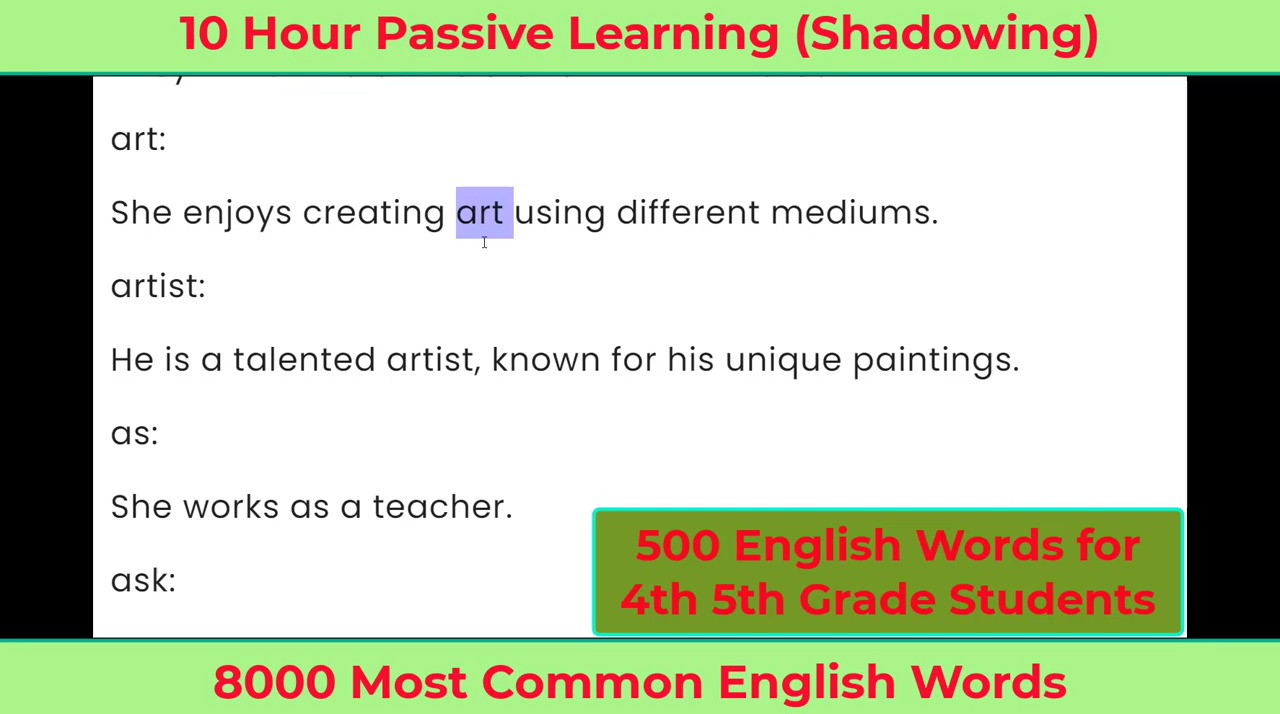 10 Hour Passive Learning (Shadowing)
art:
She enjoys creating art using different mediums.
artist:
He is a talented artist, known for his unique paintings.
as:
She works as a teacher.
ask:
500 English Words for
4th 5th Grade Students
8000 Most Common English Words